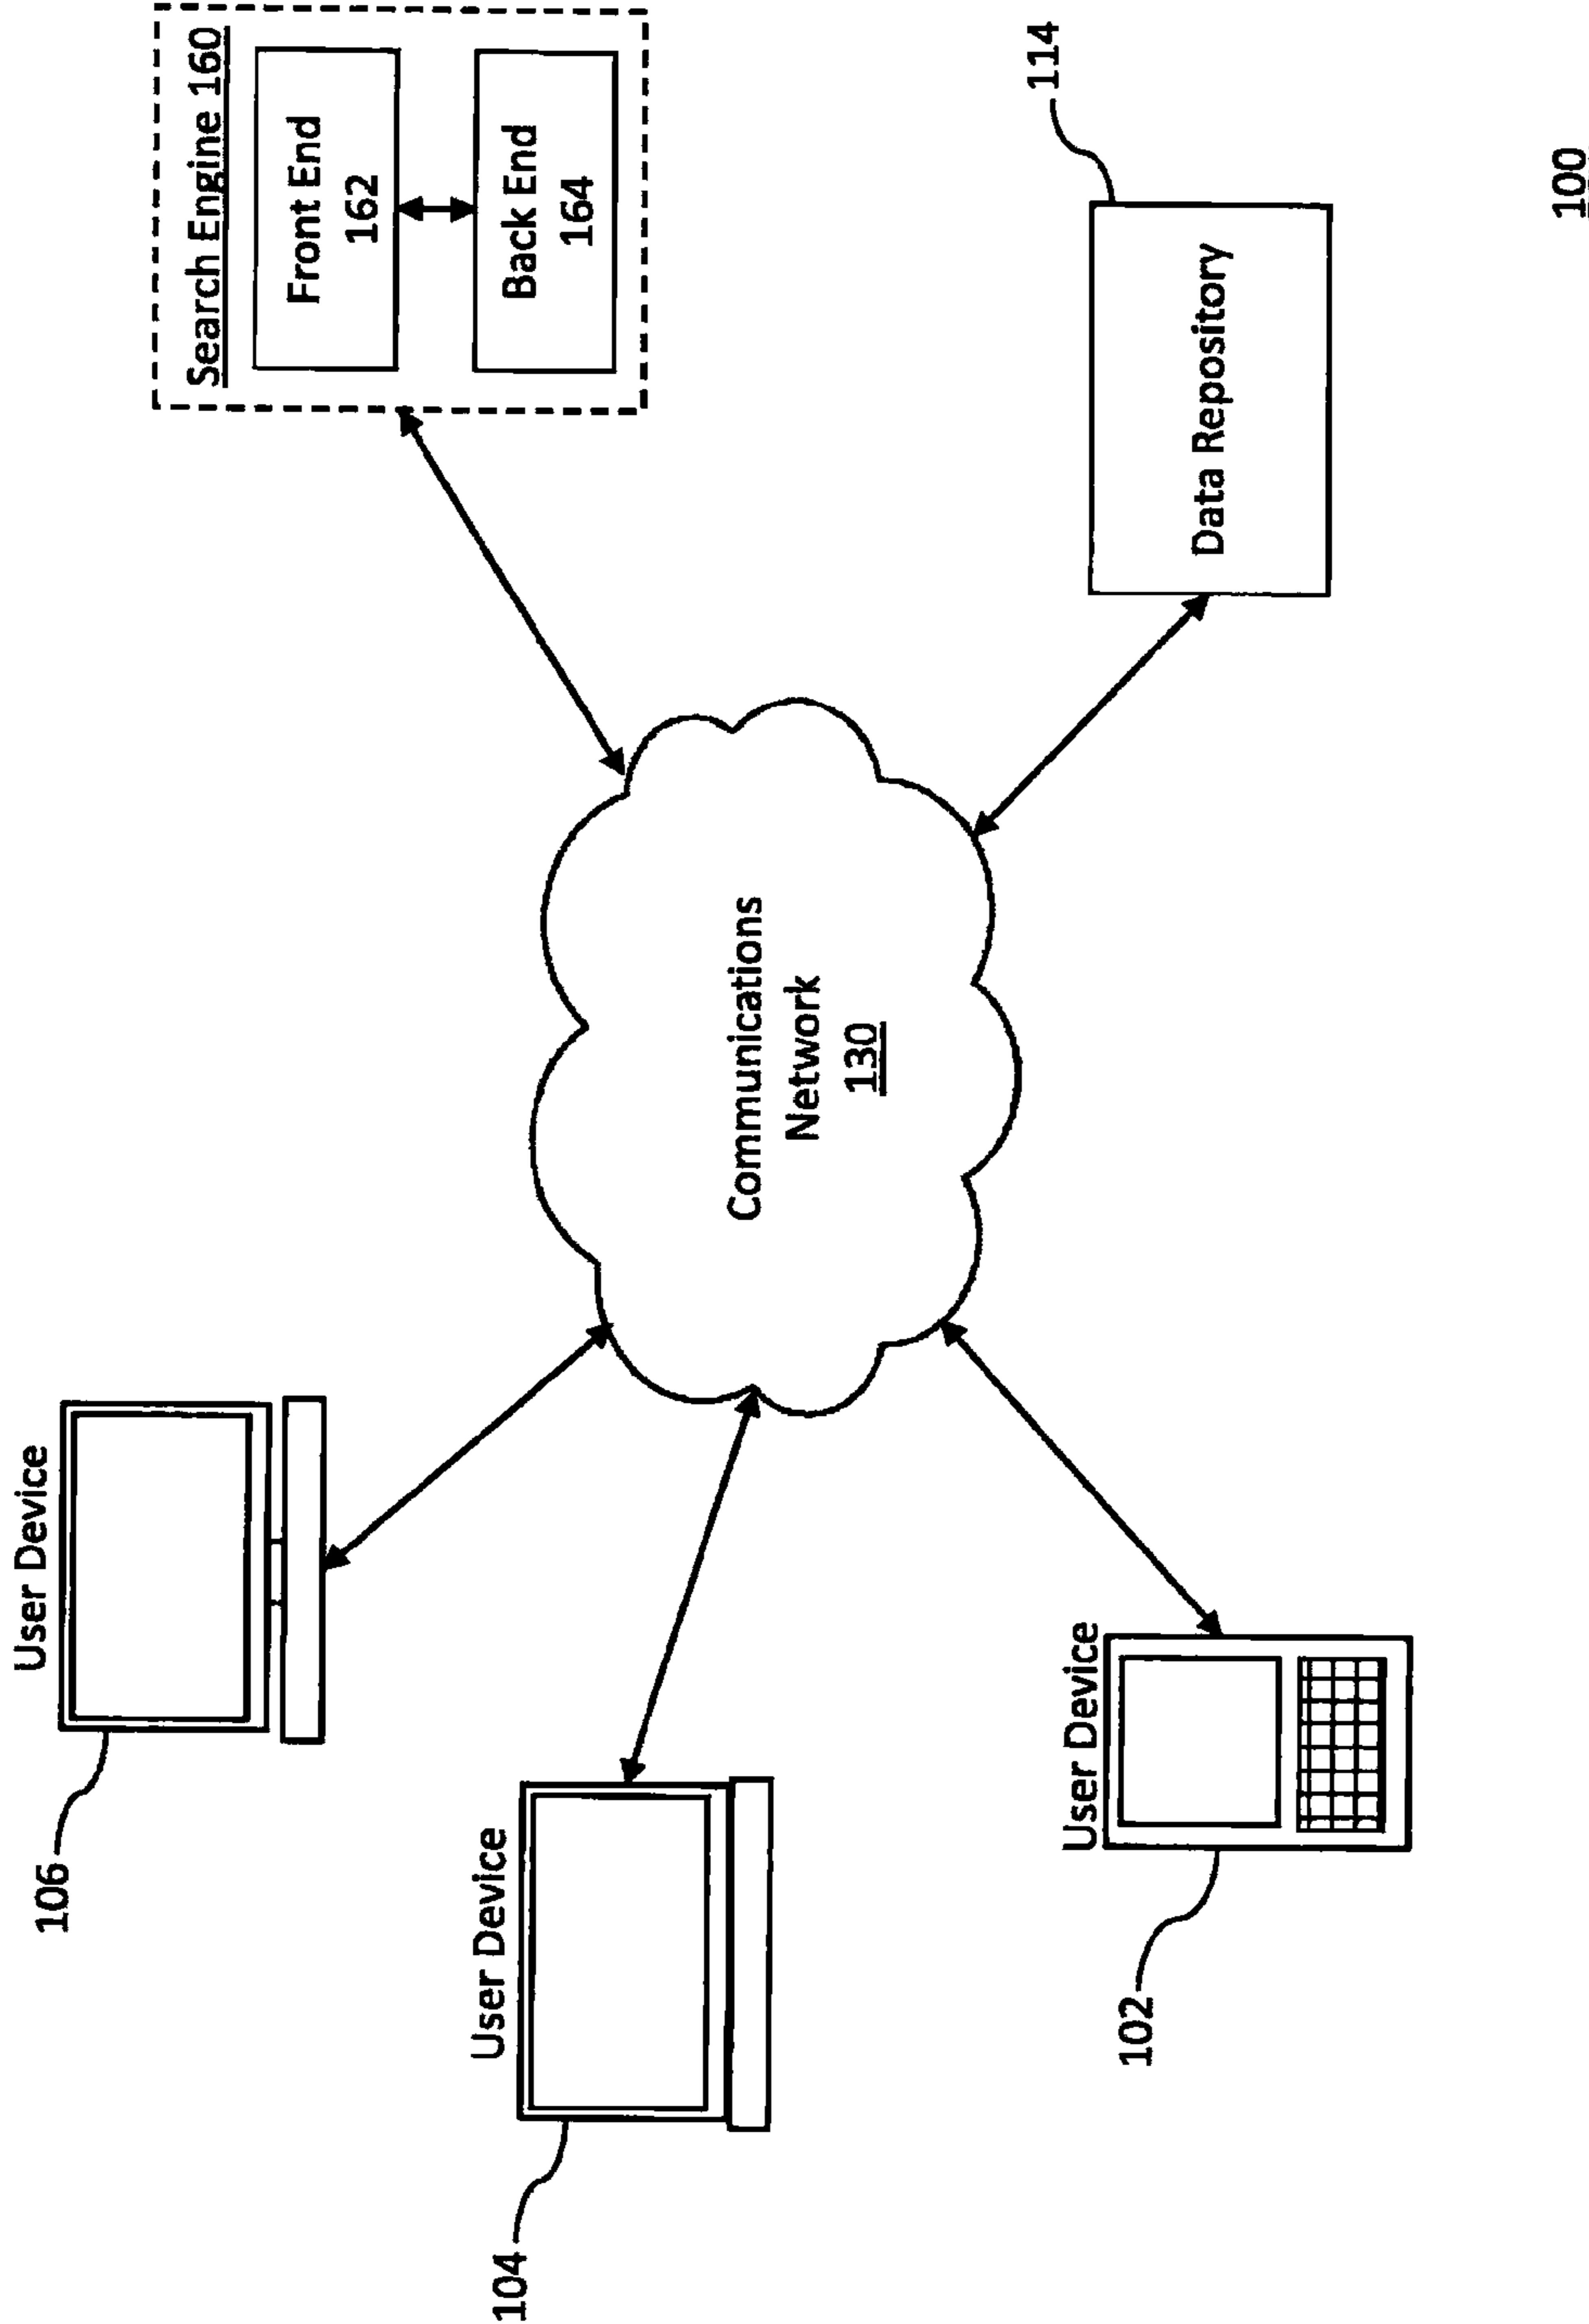 User Device
106
User Device
104
User Device
102
Communications
Network
130
Search Engine 160
Front End
162
Back End
164
Data Repository
114
100